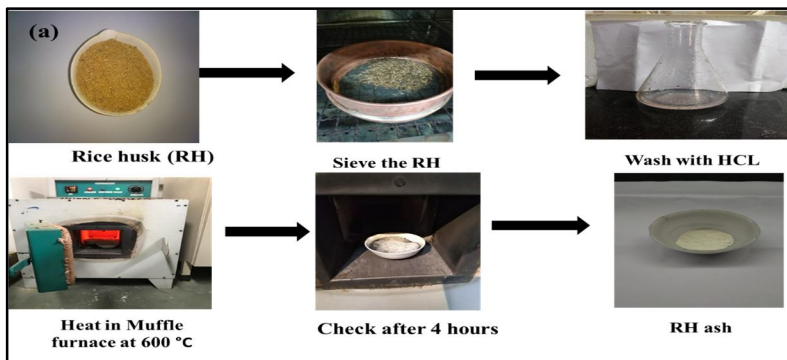 (a)
Rice husk (RH)
Sieve the RH
Wash with HCL
Heat in Muffle
furnace at 600 °C
Check after 4 hours
RH ash